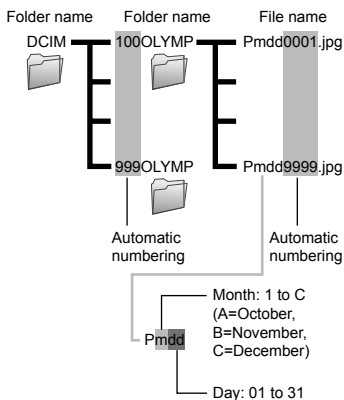 Folder name Folder name File name
DCIM 100OLYMP Pmdd0001.jpg
999OLYMP Pmdd9999.jpg
Automatic numbering Automatic numbering
Month: 1 to C
(A=October,
B=November,
C=December)
Pmdd
Day: 01 to 31